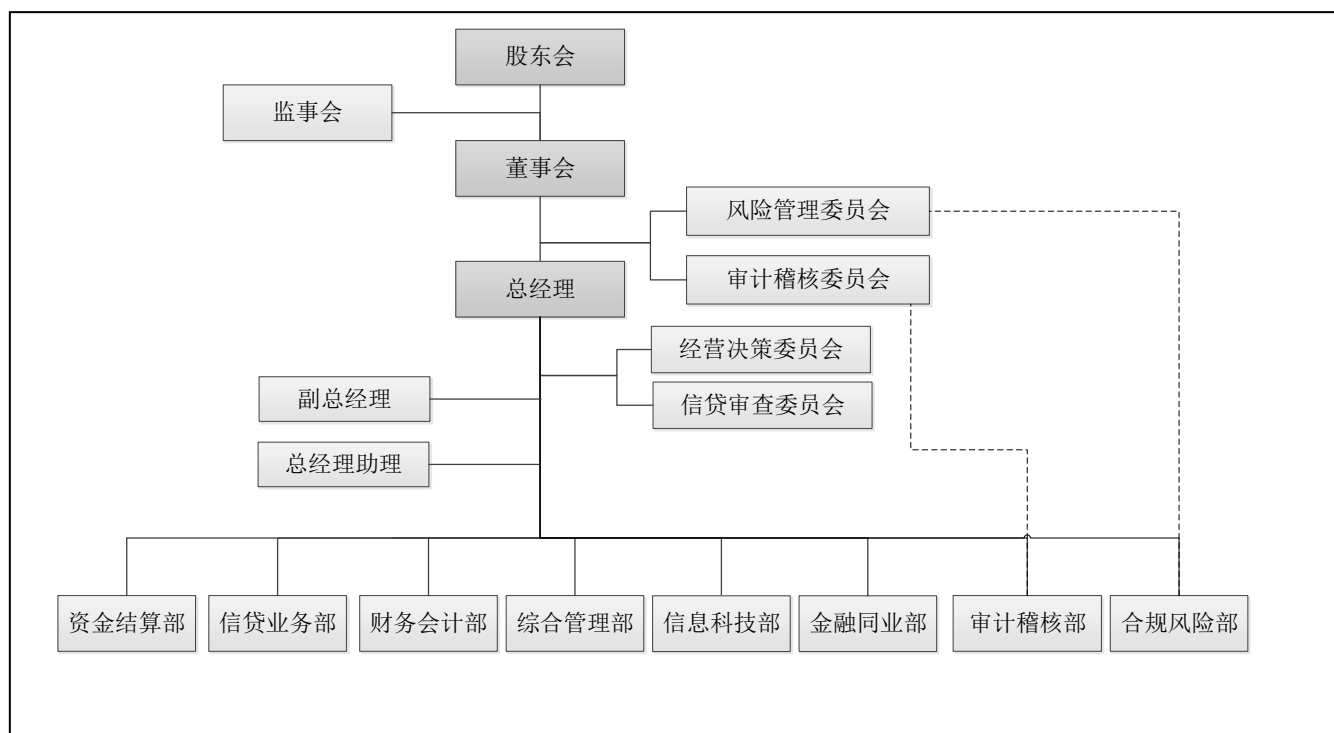 股东会
监事会
董事会
风险管理委员会
审计稽核委员会
总经理
经营决策委员会
信贷审查委员会
副总经理
总经理助理
资金结算部
信贷业务部
财务会计部
综合管理部
信息科技部
金融同业部
审计稽核部
合规风险部